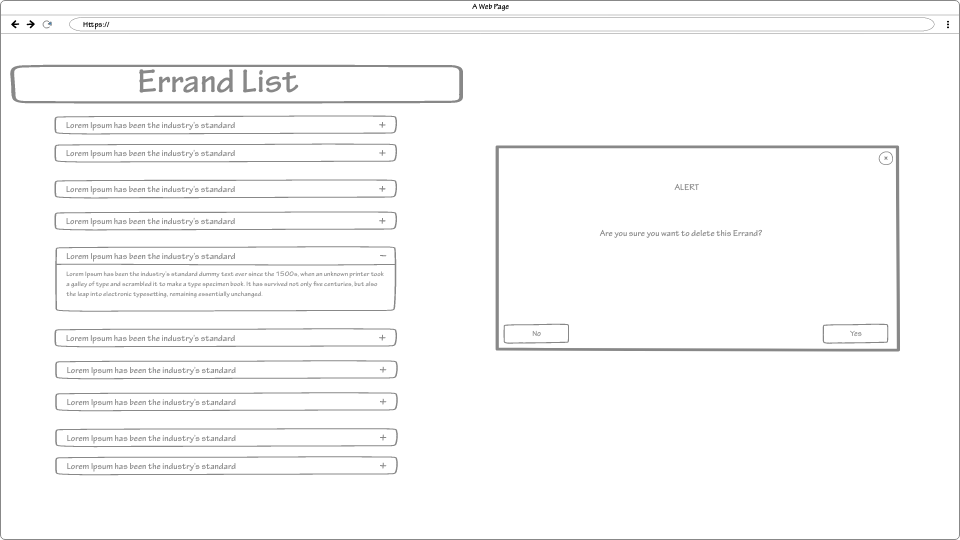 A Web Page
Https://
Errand List
Lorem Ipsum has been the industry's standard
Lorem Ipsum has been the industry's standard
Lorem Ipsum has been the industry's standard
Lorem Ipsum has been the industry's standard
Lorem Ipsum has been the industry's standard
Lorem Ipsum has been the industry's standard dummy text ever since the 1500s, when an unknown printer took
a galley of type and scrambled it to make a type specimen book. It has survived not only five centuries, but also
the leap into electronic typesetting, remaining essentially unchanged.
Lorem Ipsum has been the industry's standard
Lorem Ipsum has been the industry's standard
Lorem Ipsum has been the industry's standard
Lorem Ipsum has been the industry's standard
Lorem Ipsum has been the industry's standard
ALERT
Are you sure you want to delete this Errand?
No
Yes